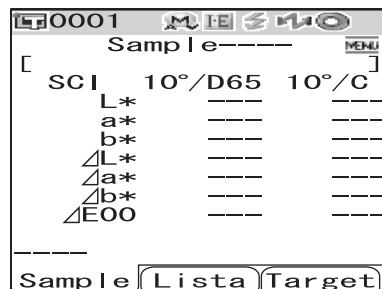 0001 M I+E
Sample----
MENU
[ ]
SCI 10°/D65 10°/C
L* --- ---
a* --- ---
b* --- ---
⊿L* --- ---
⊿a* --- ---
⊿b* --- ---
⊿E00 --- ---
----
Sample Lista Target